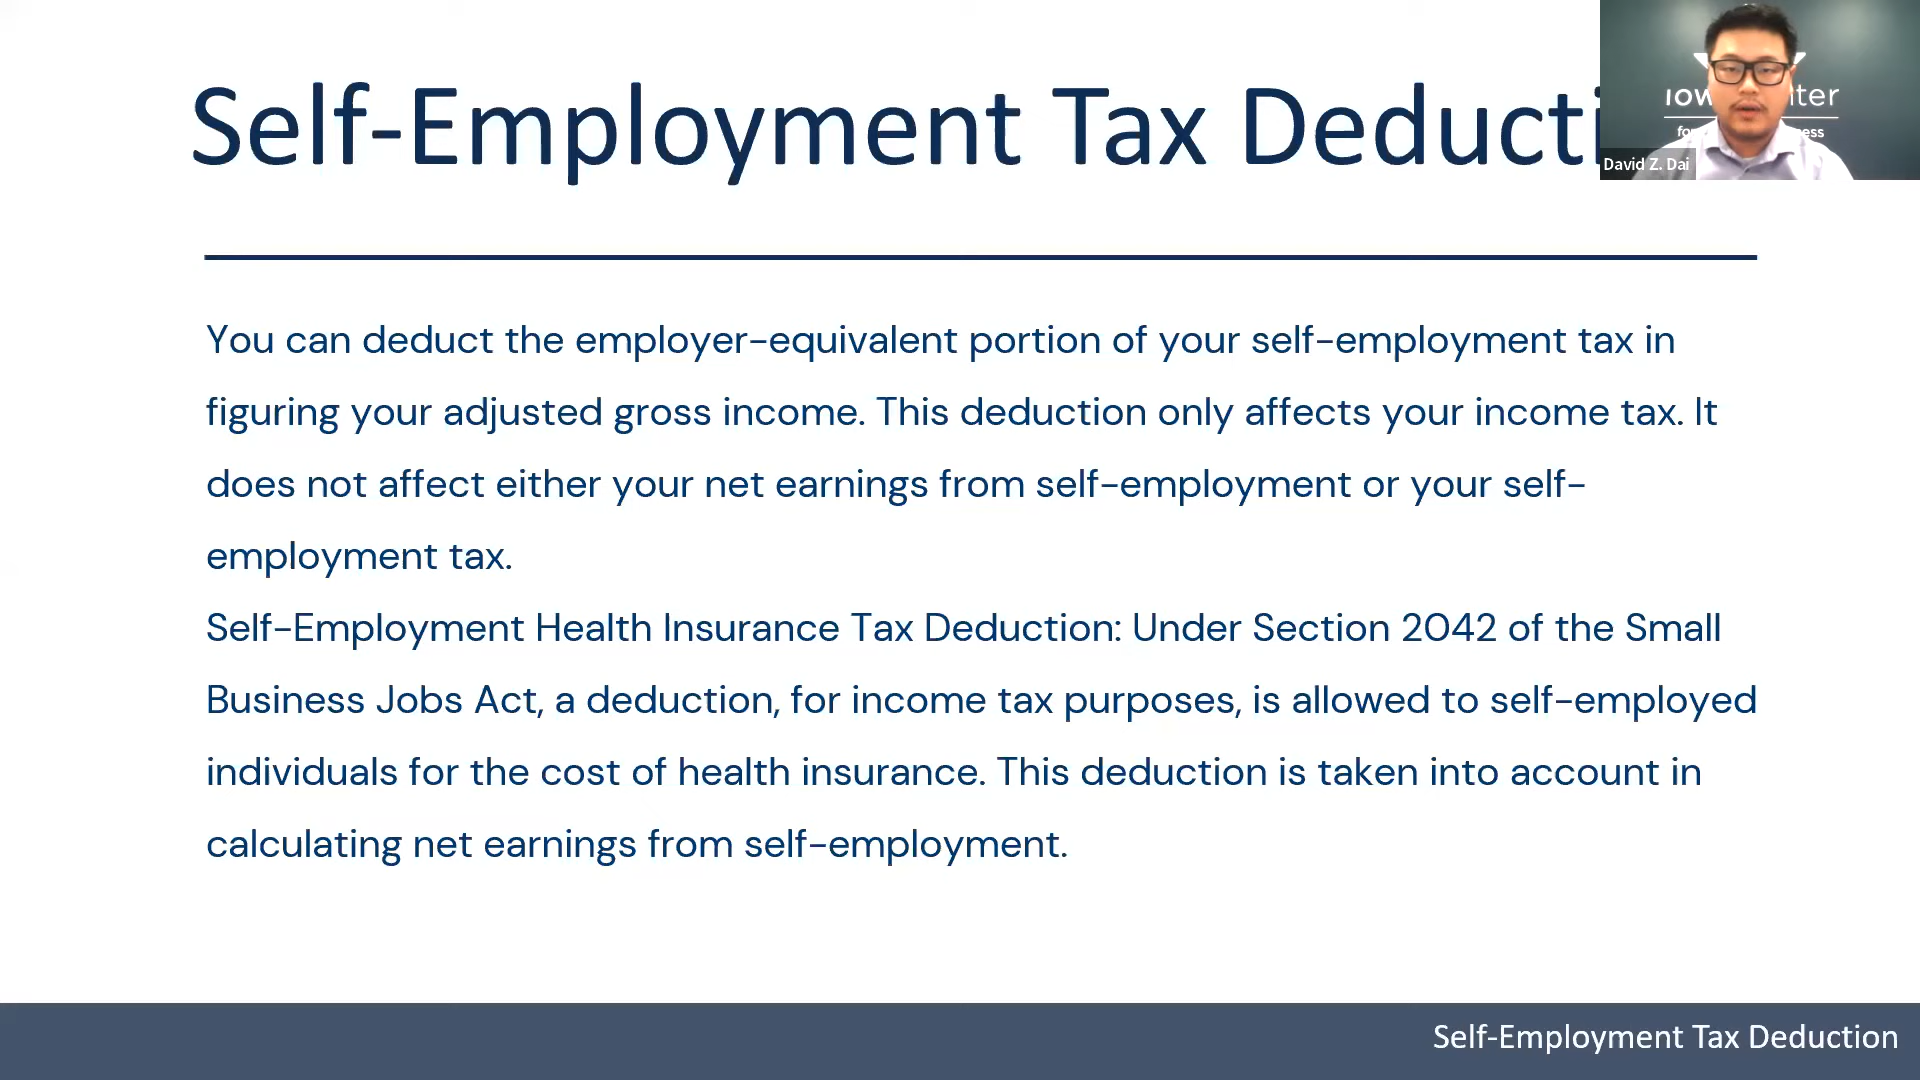 Self-Employment Tax Deducti
David Z. Dai
You can deduct the employer-equivalent portion of your self-employment tax in
figuring your adjusted gross income. This deduction only affects your income tax. It
does not affect either your net earnings from self-employment or your self-
employment tax.
Self-Employment Health Insurance Tax Deduction: Under Section 2042 of the Small
Business Jobs Act, a deduction, for income tax purposes, is allowed to self-employed
individuals for the cost of health insurance. This deduction is taken into account in
calculating net earnings from self-employment.
Self-Employment Tax Deduction